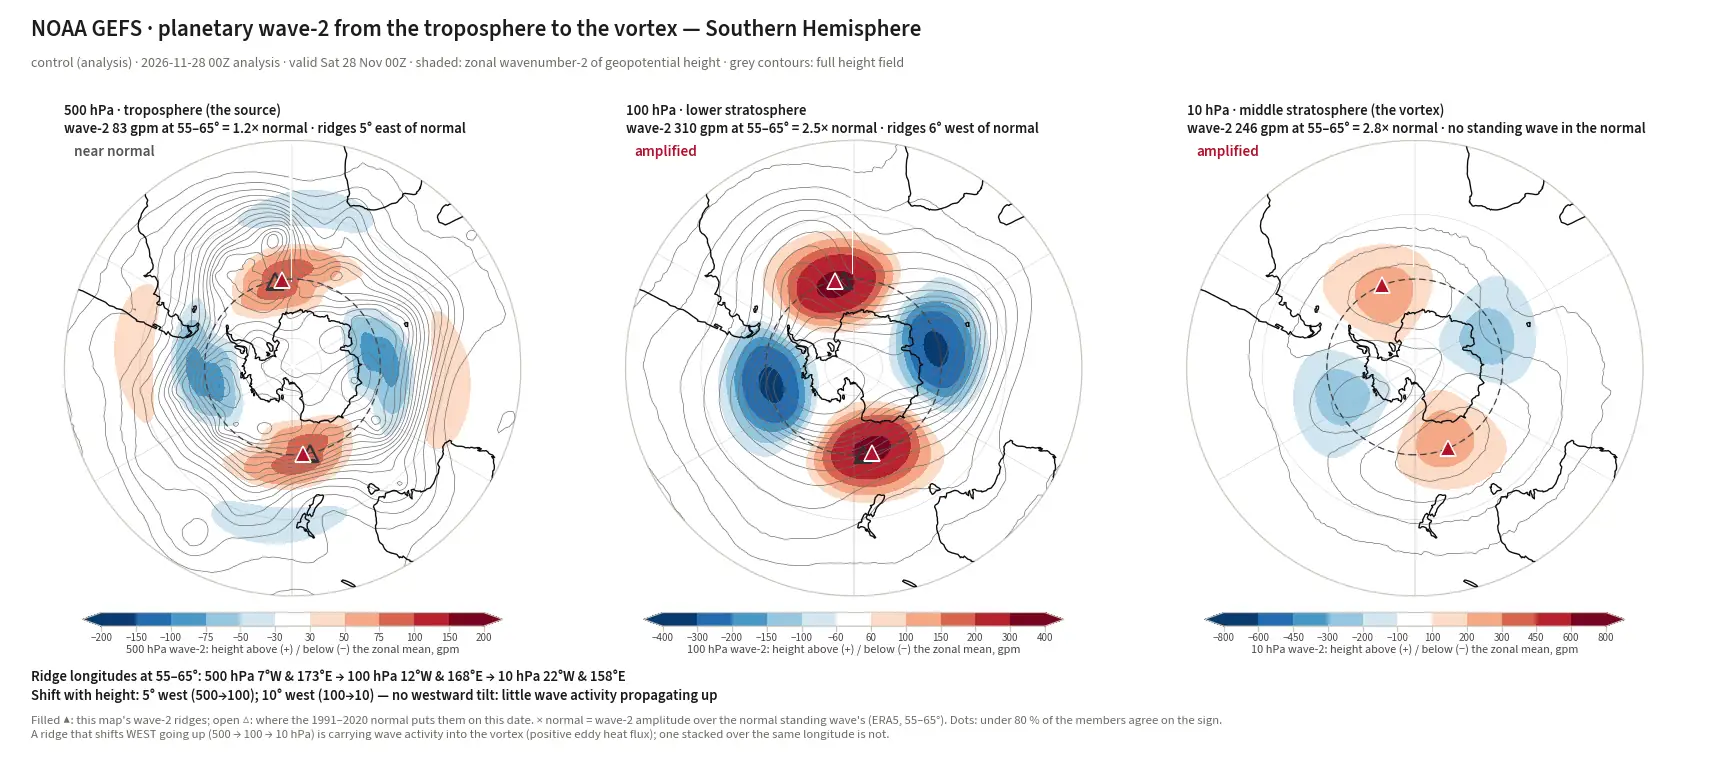 NOAA GEFS · planetary wave-2 from the troposphere to the vortex — Southern Hemisphere
control (analysis) · 2026-11-28 00Z analysis · valid Sat 28 Nov 00Z · shaded: zonal wavenumber-2 of geopotential height · grey contours: full height field
500 hPa · troposphere (the source)
wave-2 83 gpm at 55–65° = 1.2× normal · ridges 5° east of normal
near normal
100 hPa · lower stratosphere
wave-2 310 gpm at 55–65° = 2.5× normal · ridges 6° west of normal
amplified
10 hPa · middle stratosphere (the vortex)
wave-2 246 gpm at 55–65° = 2.8× normal · no standing wave in the normal
amplified
−200 −150 −100 −75 −50 −30 30 50 75 100 150 200
500 hPa wave-2: height above (+) / below (−) the zonal mean, gpm
−400 −300 −200 −150 −100 −60 60 100 150 200 300 400
100 hPa wave-2: height above (+) / below (−) the zonal mean, gpm
−800 −600 −450 −300 −200 −100 100 200 300 450 600 800
10 hPa wave-2: height above (+) / below (−) the zonal mean, gpm
Ridge longitudes at 55–65°: 500 hPa 7°W & 173°E → 100 hPa 12°W & 168°E → 10 hPa 22°W & 158°E
Shift with height: 5° west (500→100); 10° west (100→10) — no westward tilt: little wave activity propagating up
Filled ▲: this map's wave-2 ridges; open △: where the 1991–2020 normal puts them on this date. × normal = wave-2 amplitude over the normal standing wave's (ERA5, 55–65°). Dots: under 80 % of the members agree on the sign.
A ridge that shifts WEST going up (500 → 100 → 10 hPa) is carrying wave activity into the vortex (positive eddy heat flux); one stacked over the same longitude is not.